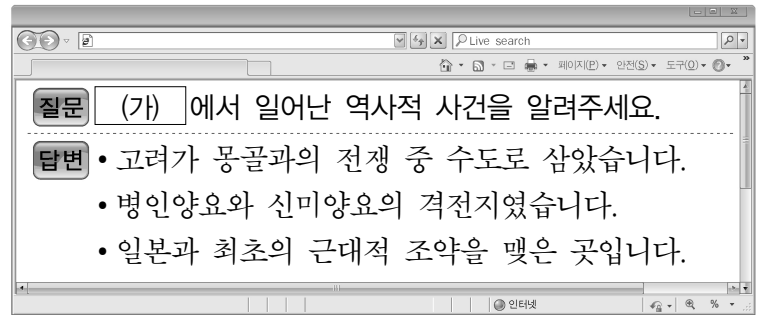 Live search
페이지(P) 안전(S) 도구(O)
질문 (가) 에서 일어난 역사적 사건을 알려주세요.
답변 • 고려가 몽골과의 전쟁 중 수도로 삼았습니다.
• 병인양요와 신미양요의 격전지였습니다.
• 일본과 최초의 근대적 조약을 맺은 곳입니다.
인터넷 %